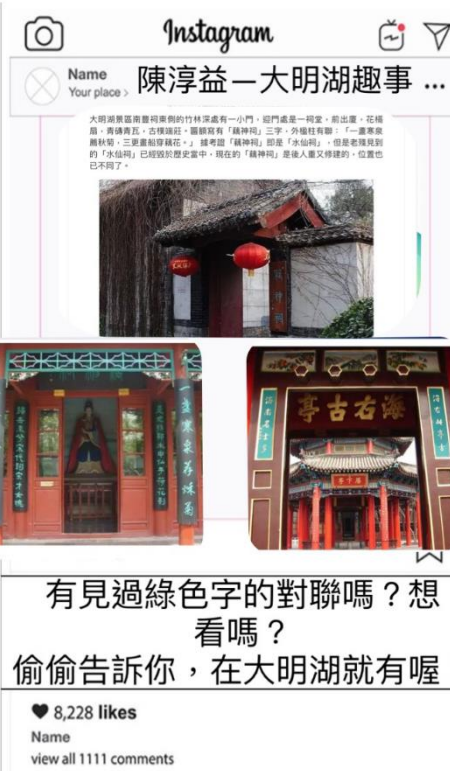 Instagram
Name
Your place >
陳淳益－大明湖趣事 ...
大明湖景區南豐祠東側的竹林深處有一小門，迎門處是一祠堂，前出廈，花格
扇，青磚青瓦，古樸端莊。匾額寫有「藕神祠」三字，外楹柱有聯：「一盞寒泉
薦秋菊，三更畫船穿藕花。」 據考證「藕神祠」即是「水仙祠」，但是老殘見到
的「水仙祠」已經毀於歷史當中，現在的「藕神祠」是後人重又修建的，位置也
已不同了。
藕神祠
一盞寒泉薦秋菊
海右古亭
海右此亭古
濟南名士多
有見過綠色字的對聯嗎？想
看嗎？
偷偷告訴你，在大明湖就有喔
8,228 likes
Name
view all 1111 comments